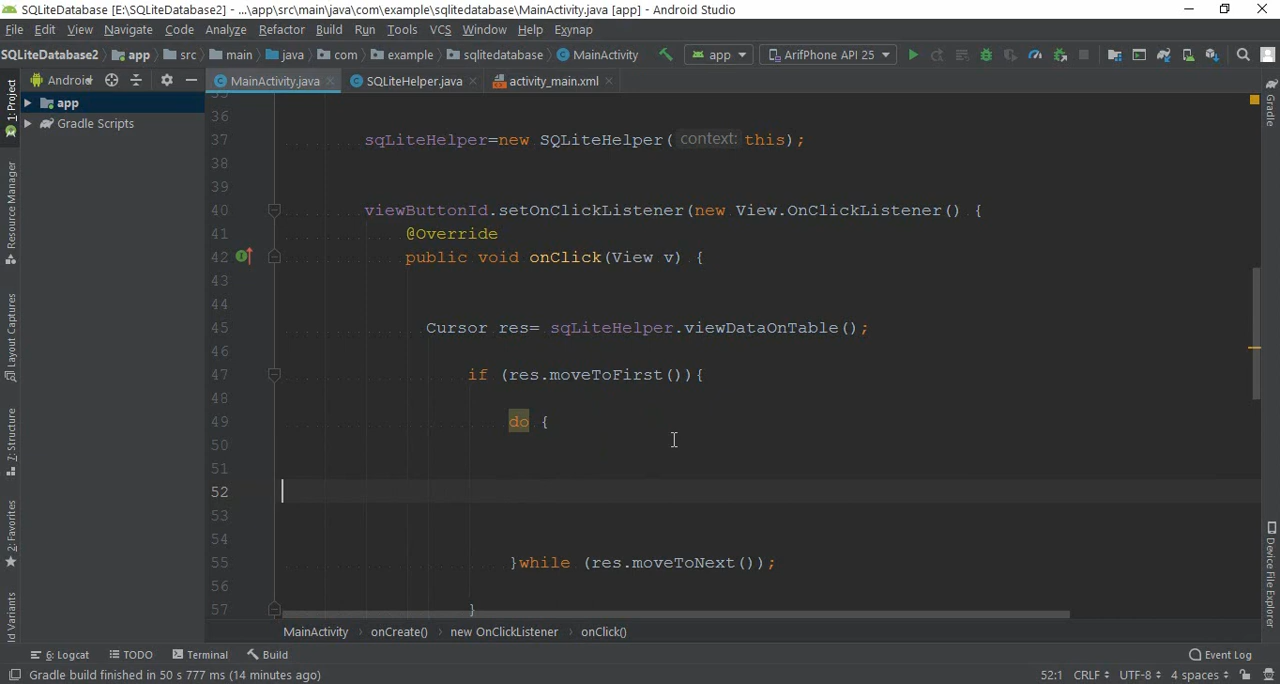 SQLiteDatabase2 [E:\SQLiteDatabase2] - ...\app\src\main\java\com\example\sqlitedatabase\MainActivity.java [app] - Android Studio
File Edit View Navigate Code Analyze Refactor Build Run Tools VCS Window Help Exynap
SQLiteDatabase2 app src main java com example sqlitedatabase MainActivity app ArifPhone API 25
1: Project
Resource Manager
Layout Captures
7: Structure
2: Favorites
ld Variants
Android
app
Gradle Scripts
MainActivity.java SQLiteHelper.java activity_main.xml
35
36
37 sqLiteHelper=new SQLiteHelper( context: this);
38
39
40 viewButtonId.setOnClickListener(new View.OnClickListener() {
41 @Override
42 public void onClick(View v) {
43
44
45 Cursor res= sqLiteHelper.viewDataOnTable();
46
47 if (res.moveToFirst()){
48
49 do {
50
51
52
53
54
55 }while (res.moveToNext());
56
57 }
MainActivity onCreate() new OnClickListener onClick()
Gradle
Device File Explorer
6: Logcat TODO Terminal Build Event Log
Gradle build finished in 50 s 777 ms (14 minutes ago) 52:1 CRLF UTF-8 4 spaces